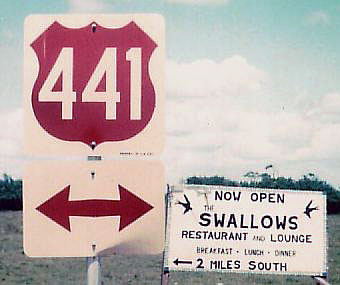 441
NOW OPEN
THE
SWALLOWS
RESTAURANT AND LOUNGE
BREAKFAST · LUNCH · DINNER
2 MILES SOUTH